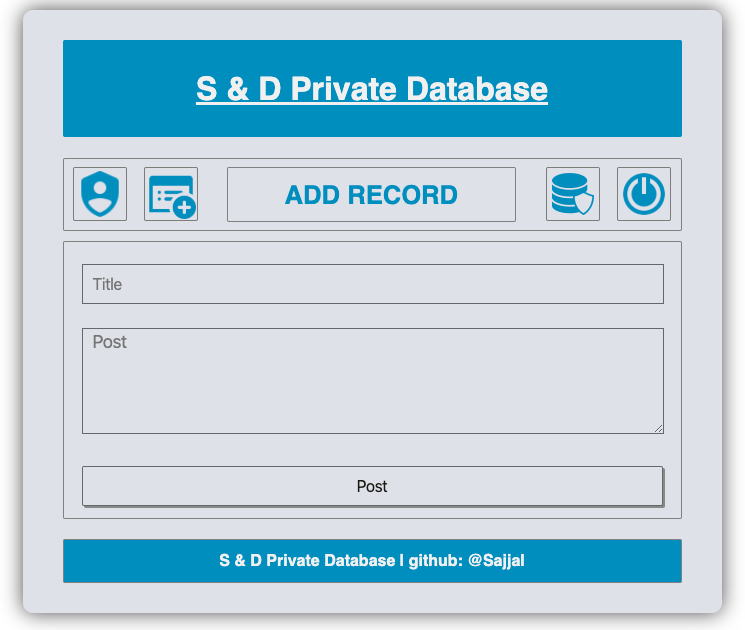 S & D Private Database
ADD RECORD
Title
Post
Post
S & D Private Database | github: @Sajjal